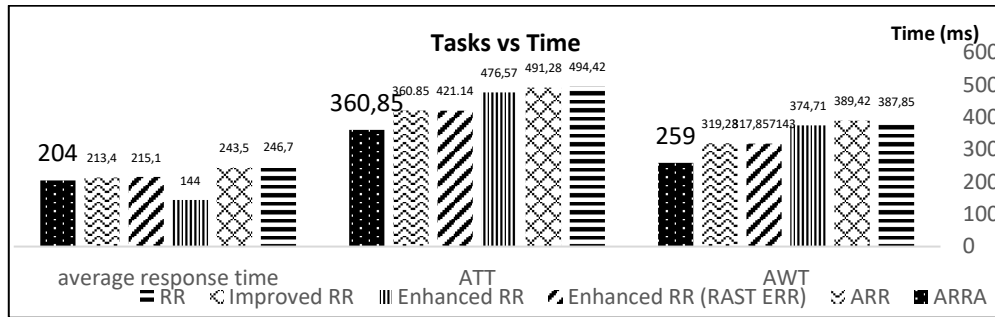 Tasks vs Time
Time (ms)
600
500
400
300
200
100
0
204
213,4
215,1
144
243,5
246,7
360,85
360.85
421.14
476,57
491,28
494,42
259
319,28
317,857143
374,71
389,42
387,85
average response time
ATT
AWT
RR
Improved RR
Enhanced RR
Enhanced RR (RAST ERR)
ARR
ARRA